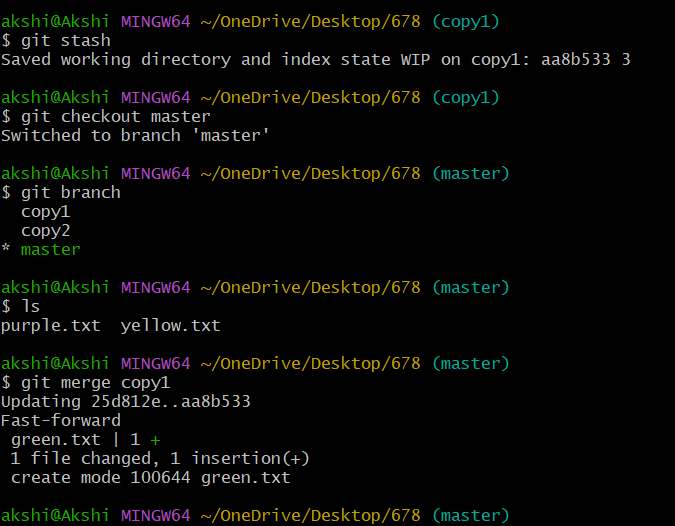 akshi@Akshi MINGW64 ~/OneDrive/Desktop/678 (copy1)
$ git stash
Saved working directory and index state WIP on copy1: aa8b533 3
akshi@Akshi MINGW64 ~/OneDrive/Desktop/678 (copy1)
$ git checkout master
Switched to branch 'master'
akshi@Akshi MINGW64 ~/OneDrive/Desktop/678 (master)
$ git branch
  copy1
  copy2
* master
akshi@Akshi MINGW64 ~/OneDrive/Desktop/678 (master)
$ ls
purple.txt  yellow.txt
akshi@Akshi MINGW64 ~/OneDrive/Desktop/678 (master)
$ git merge copy1
Updating 25d812e..aa8b533
Fast-forward
 green.txt | 1 +
 1 file changed, 1 insertion(+)
 create mode 100644 green.txt
akshi@Akshi MINGW64 ~/OneDrive/Desktop/678 (master)